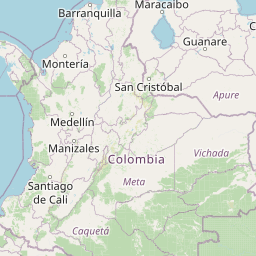 Maracaibo
Barranquilla
Guanare
Montería
San Cristóbal
Apure
Medellín
Manizales
Colombia
Vichada
Meta
Santiago
de Cali
Caquetá